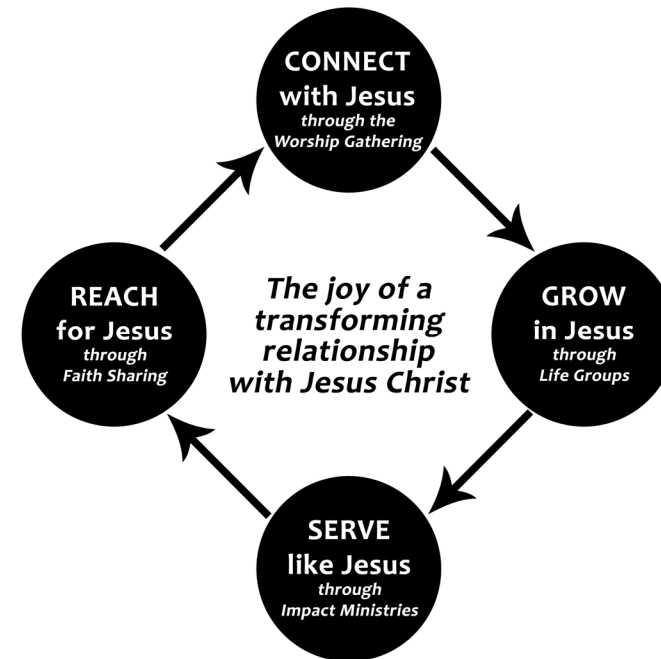 CONNECT
with Jesus
through the
Worship Gathering
GROW
in Jesus
through
Life Groups
SERVE
like Jesus
through
Impact Ministries
REACH
for Jesus
through
Faith Sharing
The joy of a
transforming
relationship
with Jesus Christ